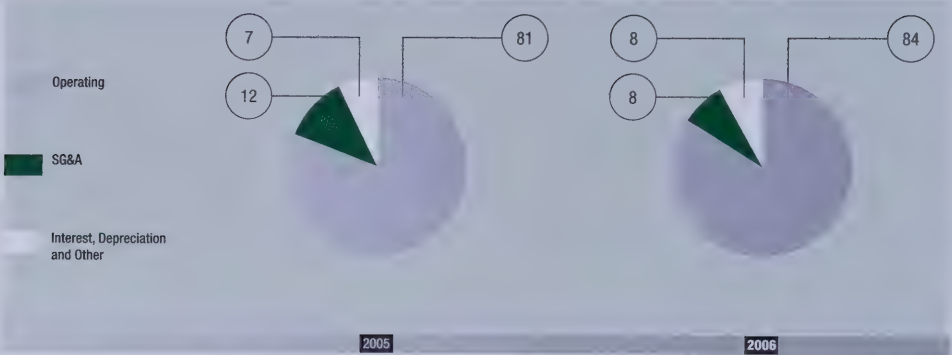 7
81
8
84
Operating
12
8
SG&A
Interest, Depreciation
and Other
2005
2006